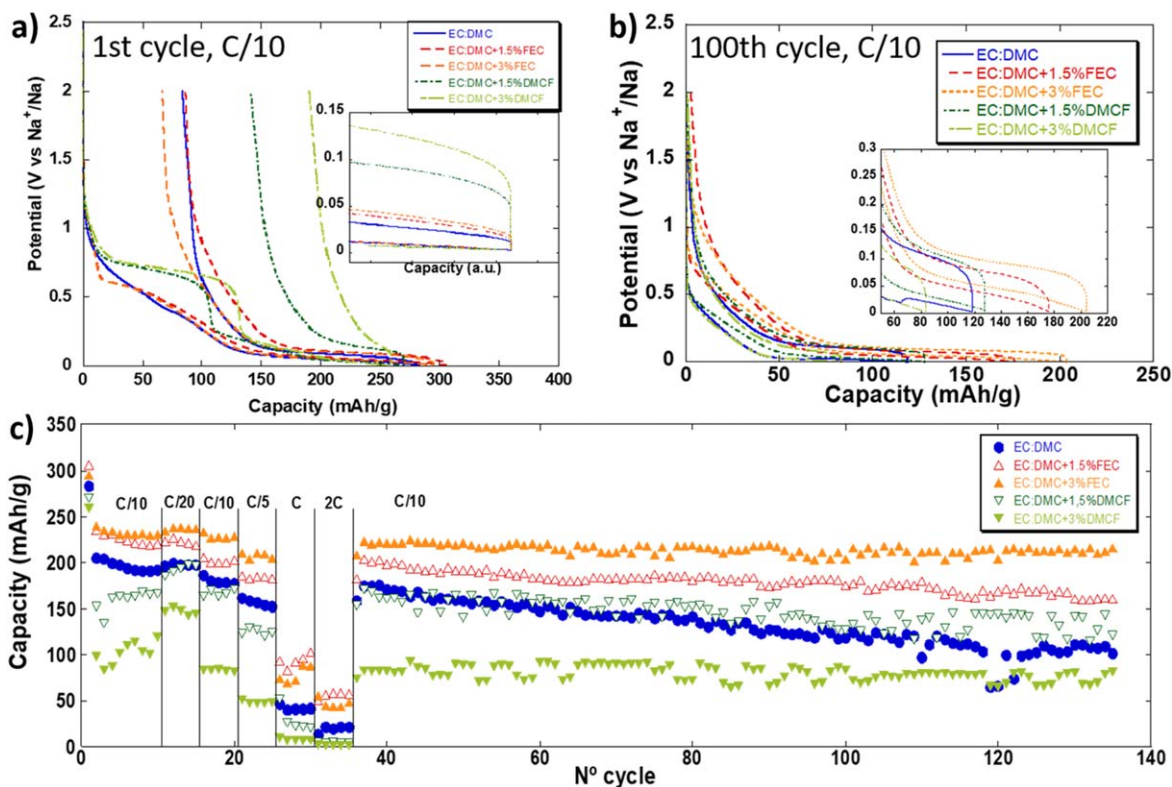 a)
1st cycle, C/10
EC:DMC
EC:DMC+1.5%FEC
EC:DMC+3%FEC
EC:DMC+1.5%DMCF
EC:DMC+3%DMCF
Potential (V vs Na+/Na)
2.5
2
1.5
1
0.5
0
0.15
0.1
0.05
0
Capacity (a.u.)
0 50 100 150 200 250 300 350 400
Capacity (mAh/g)
b)
100th cycle, C/10
EC:DMC
EC:DMC+1.5%FEC
EC:DMC+3%FEC
EC:DMC+1.5%DMCF
EC:DMC+3%DMCF
Potential (V vs Na+/Na)
2.5
2
1.5
1
0.5
0
0.3
0.25
0.2
0.15
0.1
0.05
0
60 80 100 120 140 160 180 200 220
0 50 100 150 200 250
Capacity (mAh/g)
c)
Capacity (mAh/g)
350
300
250
200
150
100
50
0
C/10 C/20 C/10 C/5 C 2C C/10
EC:DMC
EC:DMC+1.5%FEC
EC:DMC+3%FEC
EC:DMC+1,5%DMCF
EC:DMC+3%DMCF
0 20 40 60 80 100 120 140
Nº cycle